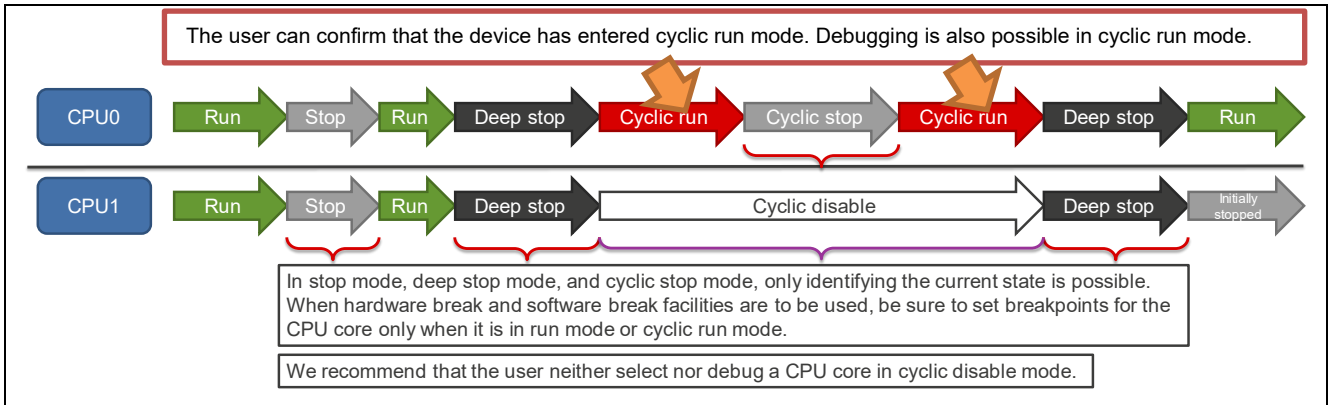 The user can confirm that the device has entered cyclic run mode. Debugging is also possible in cyclic run mode.
CPU0
Run
Stop
Run
Deep stop
Cyclic run
Cyclic stop
Cyclic run
Deep stop
Run
CPU1
Run
Stop
Run
Deep stop
Cyclic disable
Deep stop
Initially
stopped
In stop mode, deep stop mode, and cyclic stop mode, only identifying the current state is possible.
When hardware break and software break facilities are to be used, be sure to set breakpoints for the
CPU core only when it is in run mode or cyclic run mode.
We recommend that the user neither select nor debug a CPU core in cyclic disable mode.